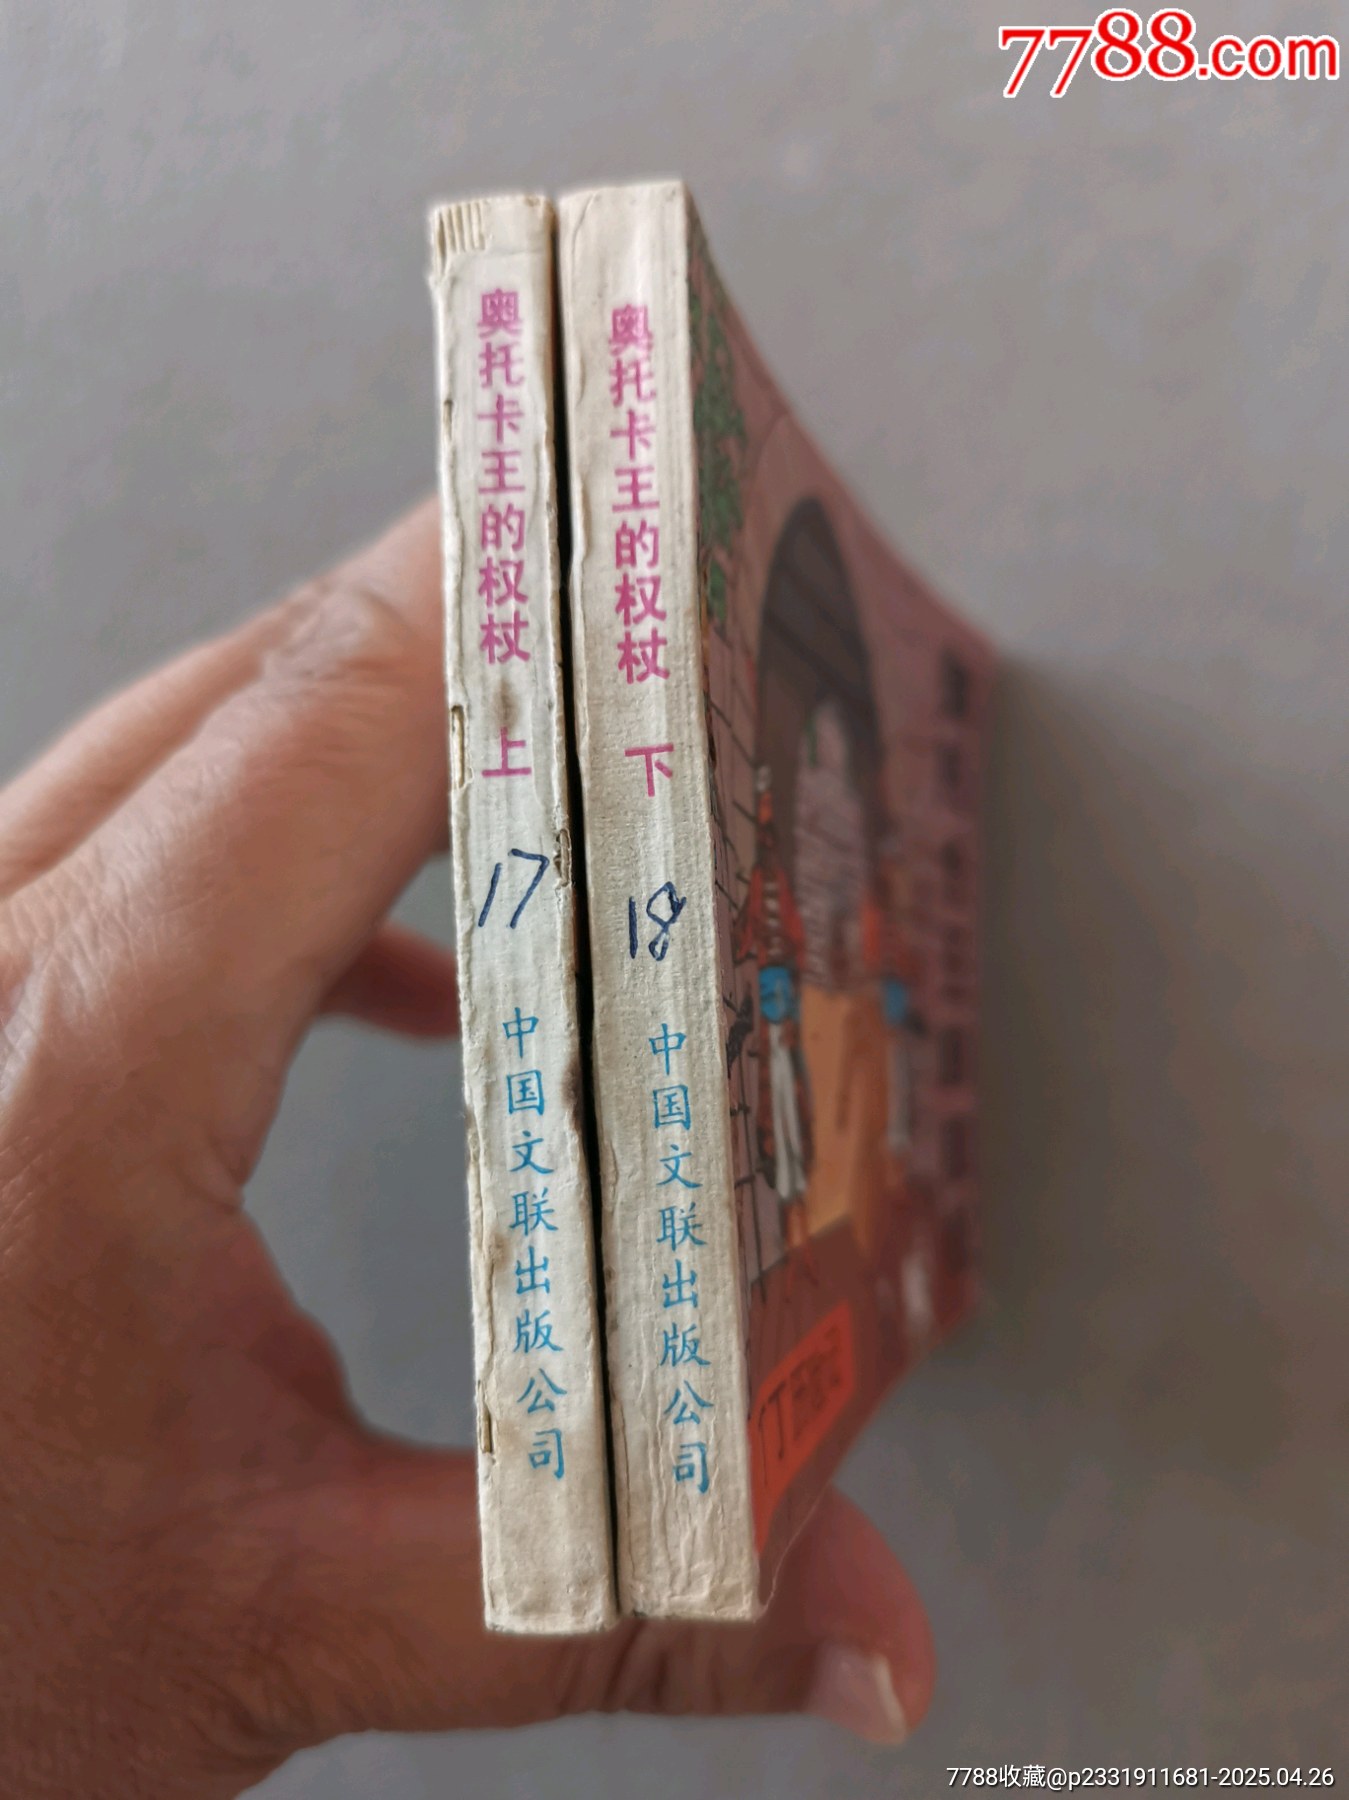 7788.com
奥托卡王的权杖 上
17
中国文联出版公司
奥托卡王的权杖 下
18
中国文联出版公司
7788收藏@p2331911681-2025.04.26